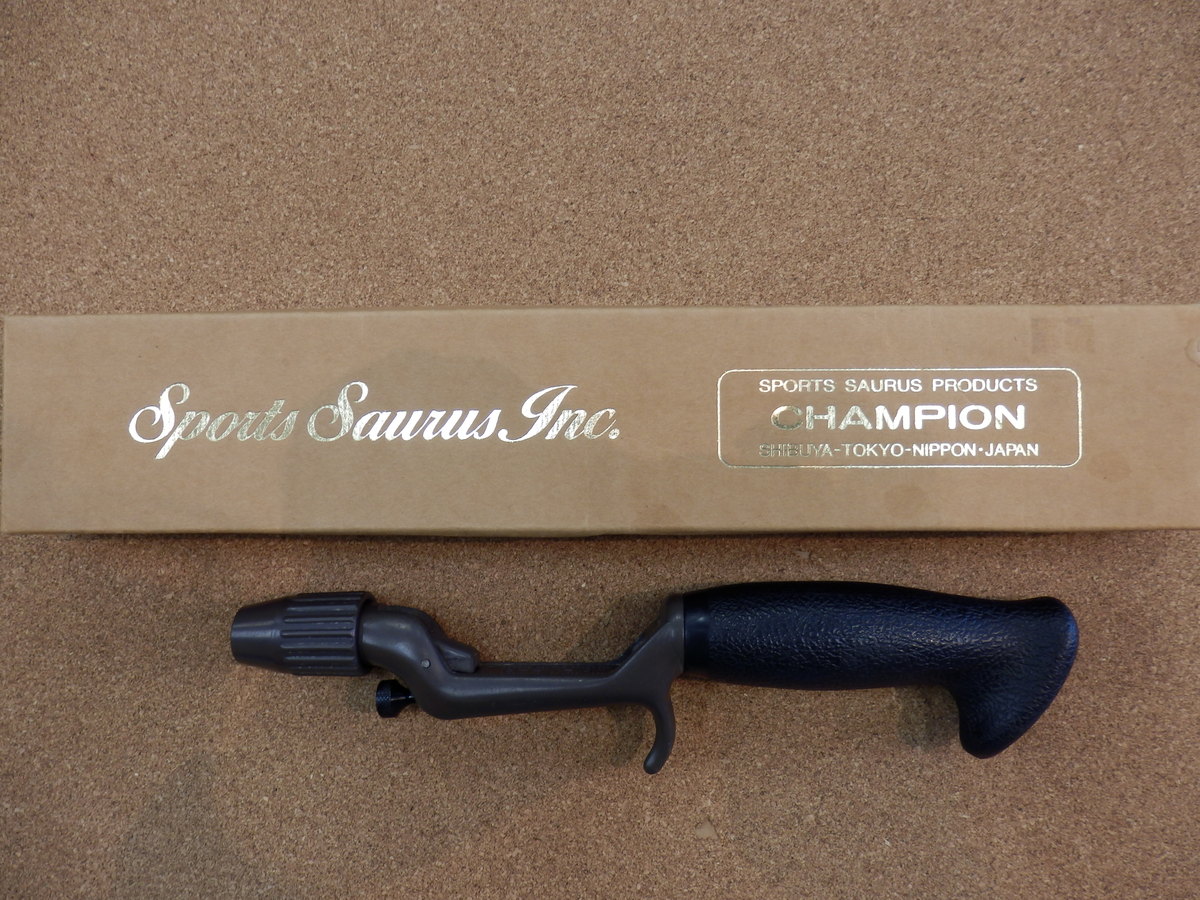 Sports Saurus Inc.
SPORTS SAURUS PRODUCTS
CHAMPION
SHIBUYA-TOKYO-NIPPON·JAPAN